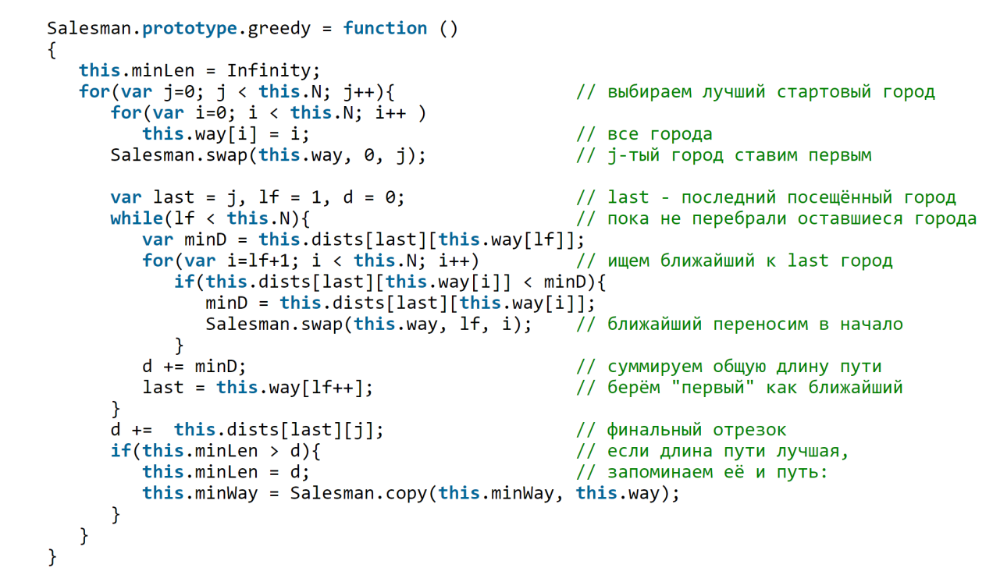 Salesman.prototype.greedy = function ()
{
   this.minLen = Infinity;
   for(var j=0; j < this.N; j++){                 // выбираем лучший стартовый город
      for(var i=0; i < this.N; i++ )
         this.way[i] = i;                         // все города
      Salesman.swap(this.way, 0, j);              // j-тый город ставим первым

      var last = j, lf = 1, d = 0;                // last - последний посещённый город
      while(lf < this.N){                         // пока не перебрали оставшиеся города
         var minD = this.dists[last][this.way[lf]];
         for(var i=lf+1; i < this.N; i++)         // ищем ближайший к last город
            if(this.dists[last][this.way[i]] < minD){
               minD = this.dists[last][this.way[i]];
               Salesman.swap(this.way, lf, i);    // ближайший переносим в начало
            }
         d += minD;                               // суммируем общую длину пути
         last = this.way[lf++];                   // берём "первый" как ближайший
      }
      d +=  this.dists[last][j];                  // финальный отрезок
      if(this.minLen > d){                        // если длина пути лучшая,
         this.minLen = d;                         // запоминаем её и путь:
         this.minWay = Salesman.copy(this.minWay, this.way);
      }
   }
}